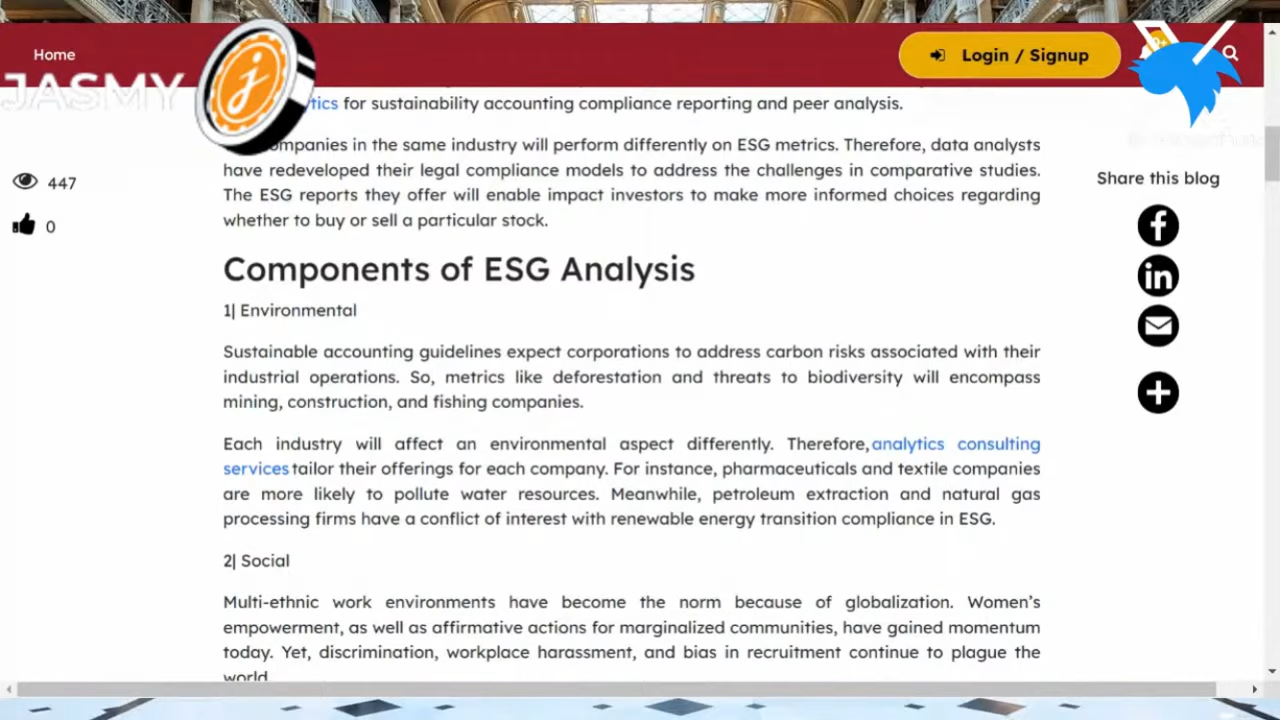 Home
Login / Signup
JASMY
tics for sustainability accounting compliance reporting and peer analysis.
ompanies in the same industry will perform differently on ESG metrics. Therefore, data analysts
have redeveloped their legal compliance models to address the challenges in comparative studies.
The ESG reports they offer will enable impact investors to make more informed choices regarding
whether to buy or sell a particular stock.
447
0
Share this blog
Components of ESG Analysis
1| Environmental
Sustainable accounting guidelines expect corporations to address carbon risks associated with their
industrial operations. So, metrics like deforestation and threats to biodiversity will encompass
mining, construction, and fishing companies.
Each industry will affect an environmental aspect differently. Therefore, analytics consulting
services tailor their offerings for each company. For instance, pharmaceuticals and textile companies
are more likely to pollute water resources. Meanwhile, petroleum extraction and natural gas
processing firms have a conflict of interest with renewable energy transition compliance in ESG.
2| Social
Multi-ethnic work environments have become the norm because of globalization. Women's
empowerment, as well as affirmative actions for marginalized communities, have gained momentum
today. Yet, discrimination, workplace harassment, and bias in recruitment continue to plague the
world.